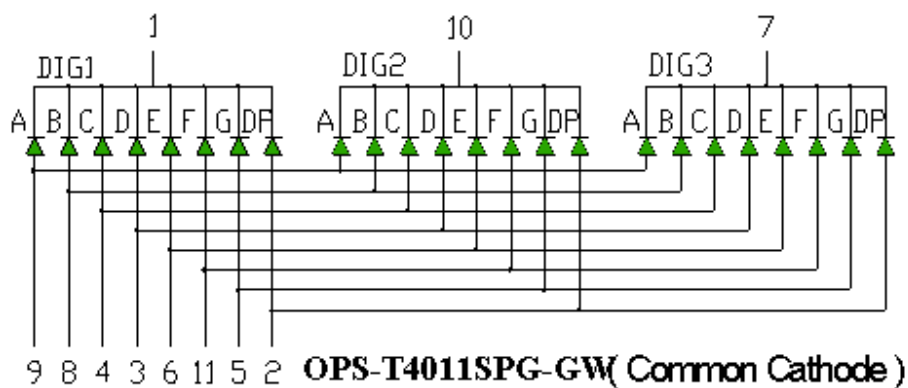 1 10 7
DIG1 DIG2 DIG3
A B C D E F G DP A B C D E F G DP A B C D E F G DP
9 8 4 3 6 11 5 2 OPS-T4011SPG-GW( Common Cathode )